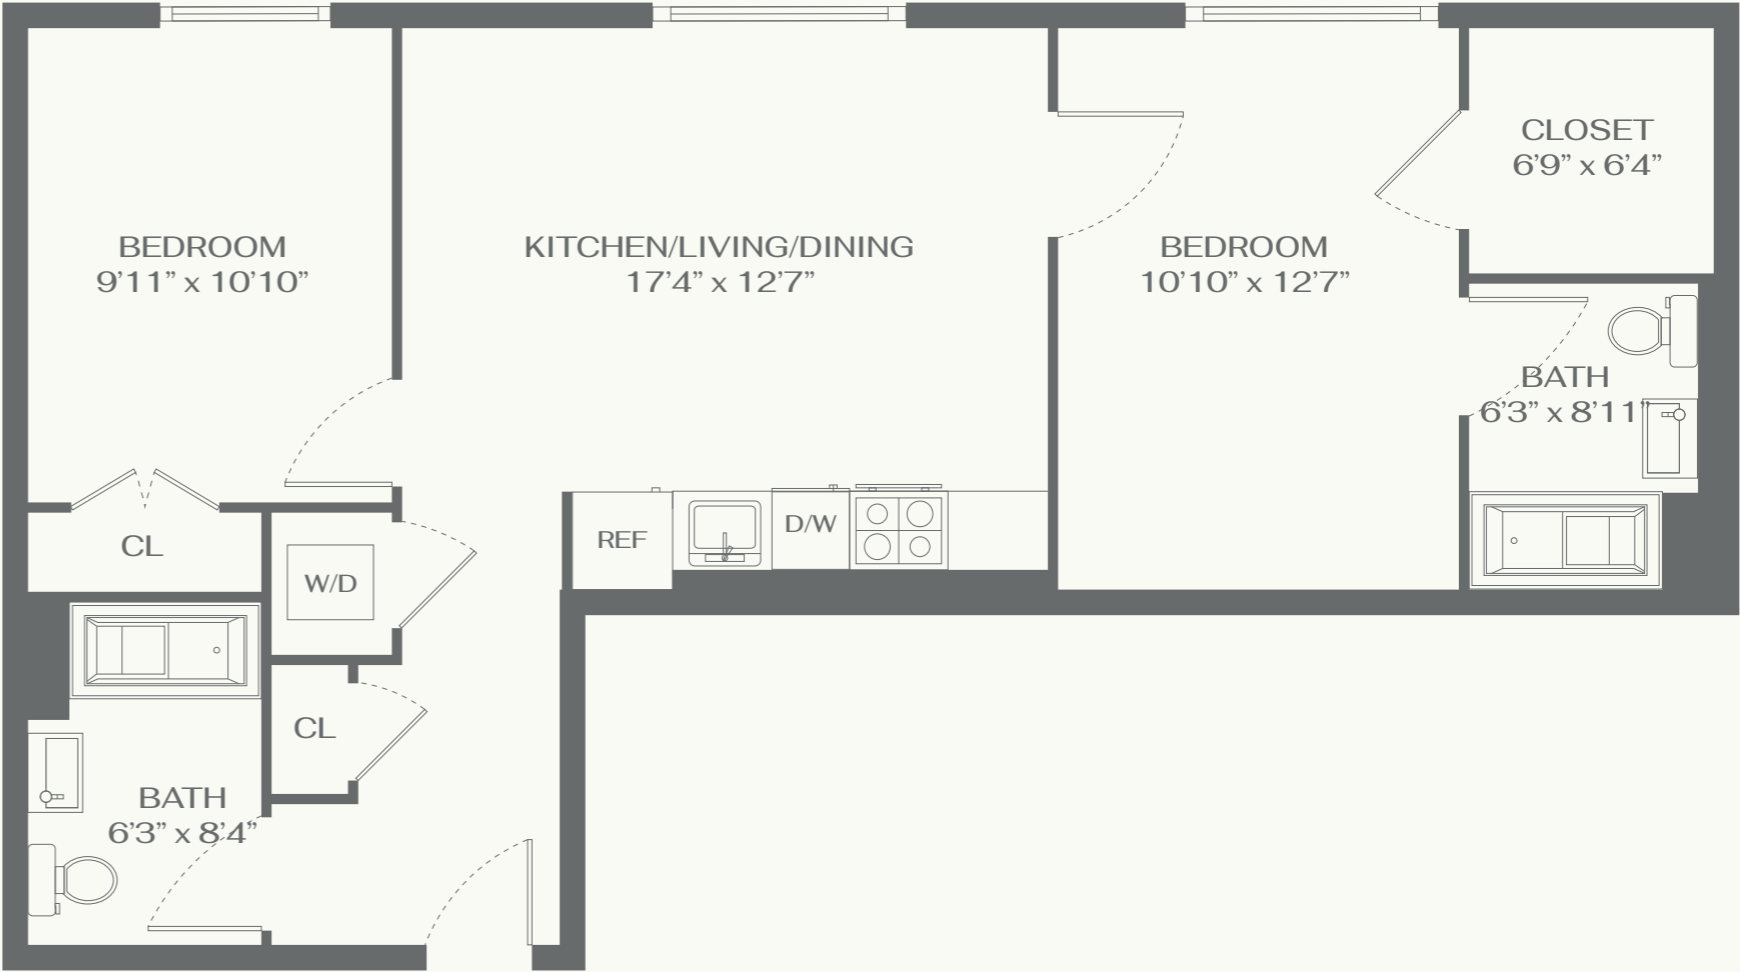 CLOSET
6’9” x 6’4”
BEDROOM
9’11” x 10’10”
KITCHEN/LIVING/DINING
17’4” x 12’7”
BEDROOM
10’10” x 12’7”
BATH
6’3” x 8’11”
CL
W/D
REF
D/W
CL
BATH
6’3” x 8’4”